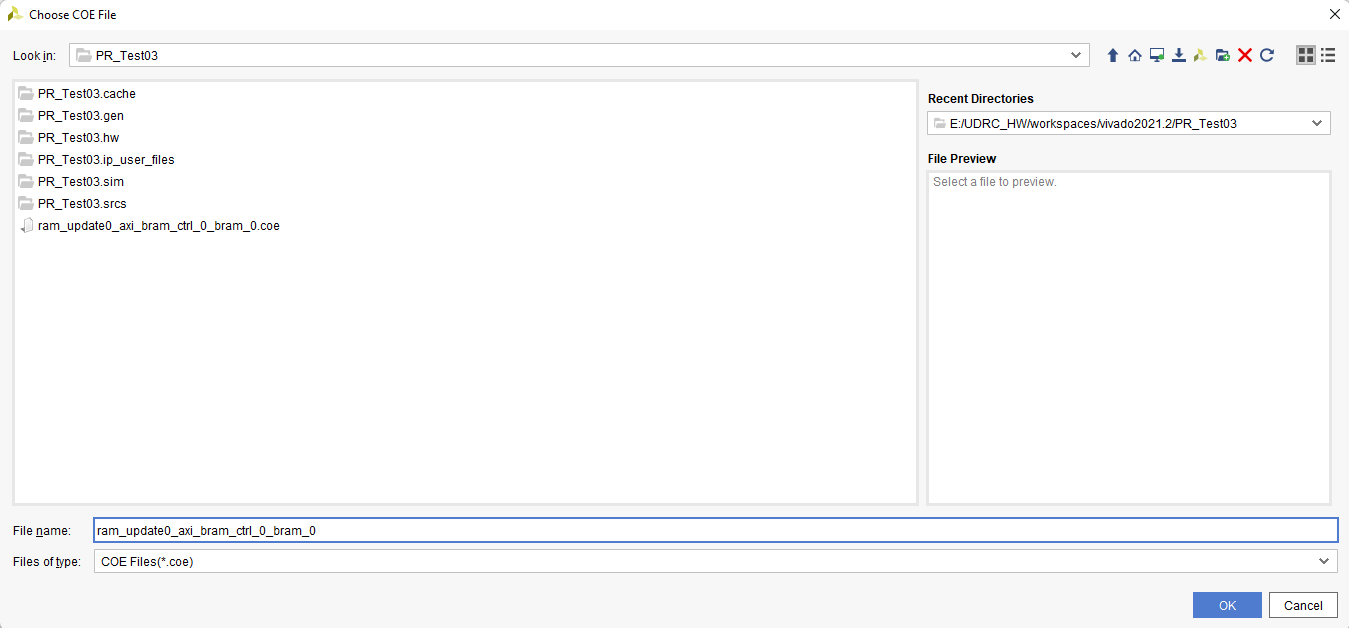 Choose COE File
Look in: PR_Test03
PR_Test03.cache
PR_Test03.gen
PR_Test03.hw
PR_Test03.ip_user_files
PR_Test03.sim
PR_Test03.srcs
ram_update0_axi_bram_ctrl_0_bram_0.coe
Recent Directories
E:/UDRC_HW/workspaces/vivado2021.2/PR_Test03
File Preview
Select a file to preview.
File name: ram_update0_axi_bram_ctrl_0_bram_0
Files of type: COE Files(*.coe)
OK Cancel